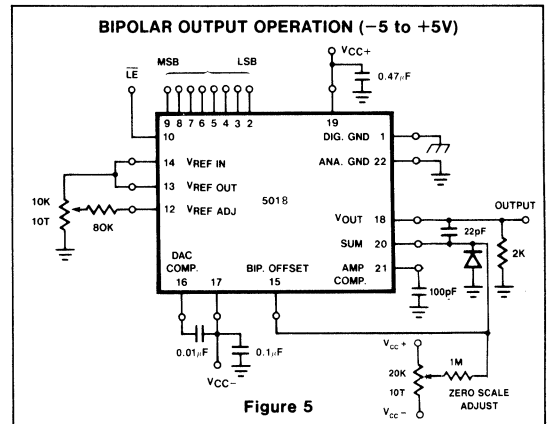 BIPOLAR OUTPUT OPERATION (−5 to +5V)
VCC+
MSB LSB
LE
0.47μF
9 8 7 6 5 4 3 2 19
10 DIG. GND 1
14 VREF IN ANA. GND 22
13 VREF OUT
10K
10T
80K
12 VREF ADJ
5018
VOUT 18
OUTPUT
22pF
SUM 20
2K
DAC
COMP.
BIP. OFFSET
AMP
COMP.
21
16 17 15
100pF
0.01μF 0.1μF
VCC−
VCC+
1M
20K
10T
ZERO SCALE
ADJUST
VCC−
Figure 5